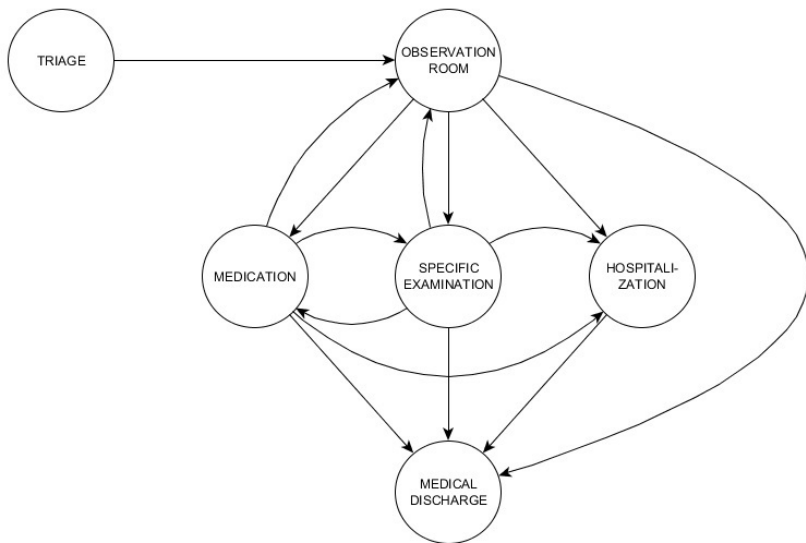 TRIAGE
OBSERVATION
ROOM
MEDICATION
SPECIFIC
EXAMINATION
HOSPITALI-
ZATION
MEDICAL
DISCHARGE